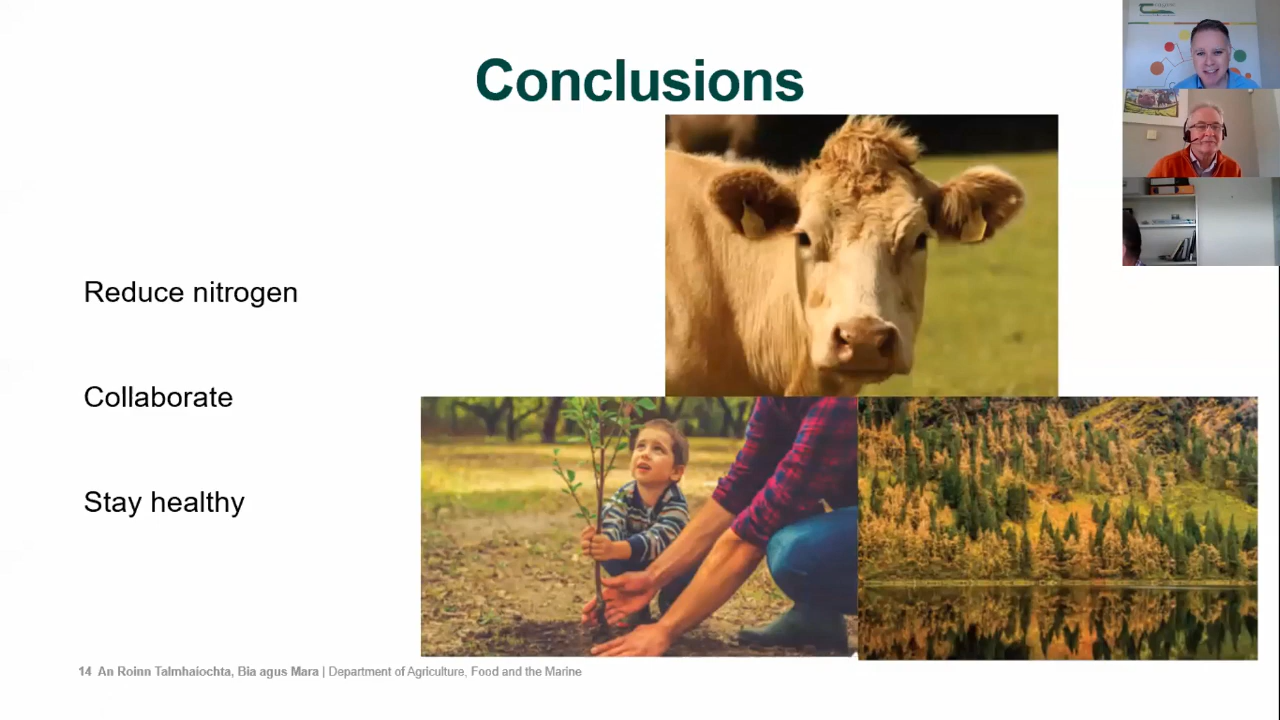 Conclusions
Reduce nitrogen
Collaborate
Stay healthy
14 An Roinn Talmhaíochta, Bia agus Mara | Department of Agriculture, Food and the Marine